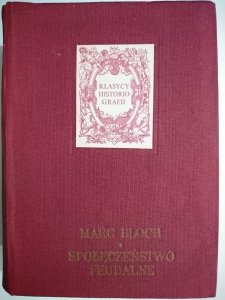 KLASYCY
HISTORIO-
GRAFII
MARC BLOCH
SPOŁECZEŃSTWO
FEUDALNE